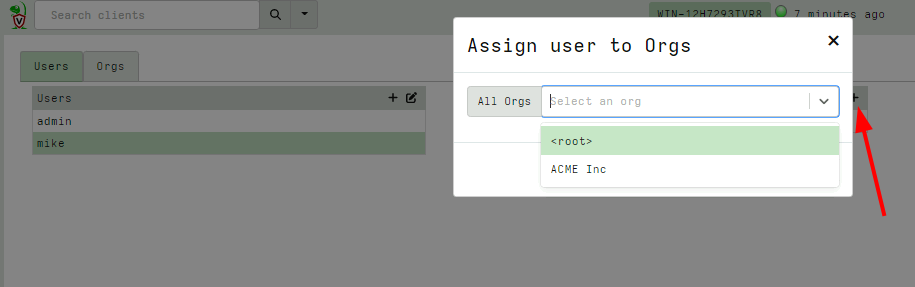 Search clients
WIN-12H7293TVR8 7 minutes ago
Assign user to Orgs
Users Orgs
Users
All Orgs Select an org
admin
mike
<root>
ACME Inc